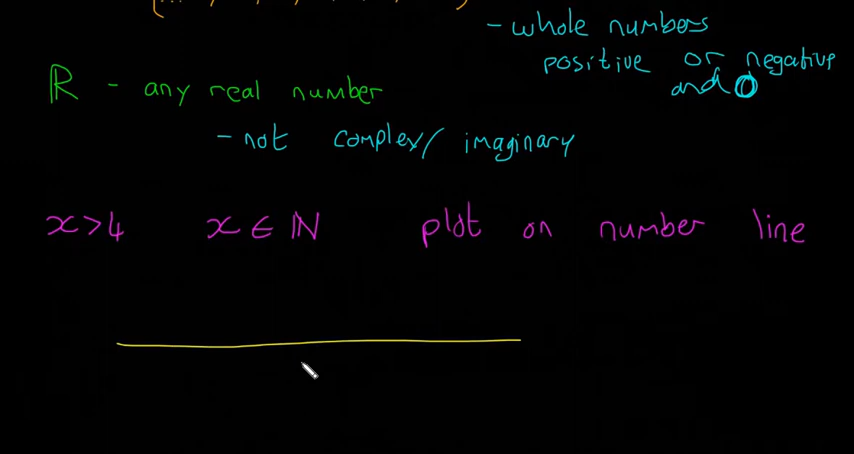 - whole numbers
positive or negative
and 0
ℝ - any real number
- not complex/imaginary
x>4 x ∈ ℕ plot on number line